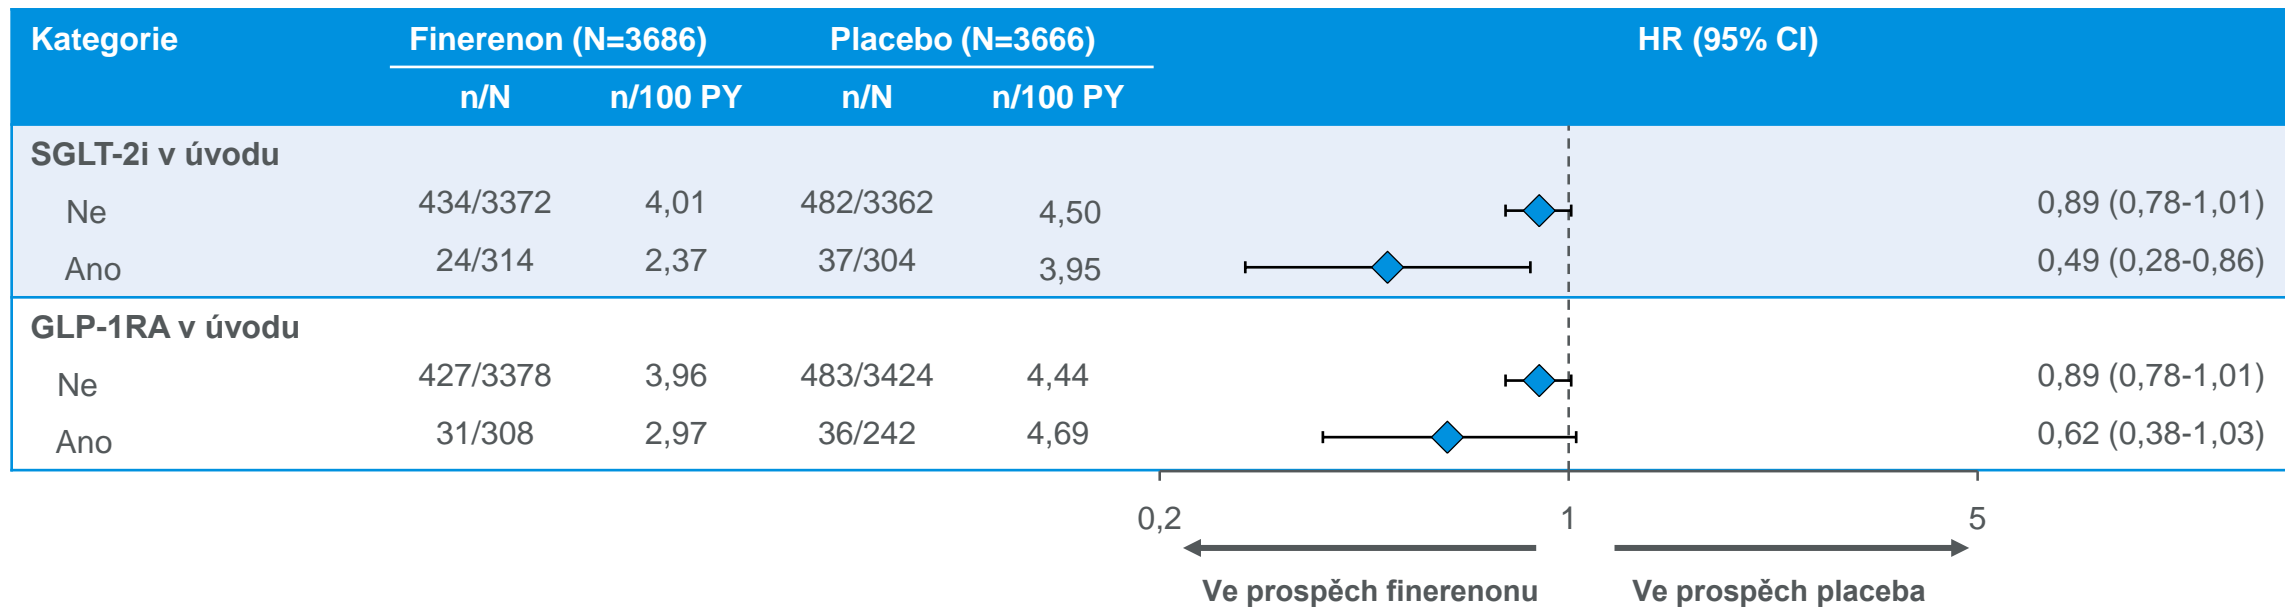 Kategorie Finerenon (N=3686) Placebo (N=3666) HR (95% CI)
n/N n/100 PY n/N n/100 PY
SGLT-2i v úvodu
Ne 434/3372 4,01 482/3362 4,50 0,89 (0,78-1,01)
Ano 24/314 2,37 37/304 3,95 0,49 (0,28-0,86)
GLP-1RA v úvodu
Ne 427/3378 3,96 483/3424 4,44 0,89 (0,78-1,01)
Ano 31/308 2,97 36/242 4,69 0,62 (0,38-1,03)
0,2 1 5
Ve prospěch finerenonu Ve prospěch placeba